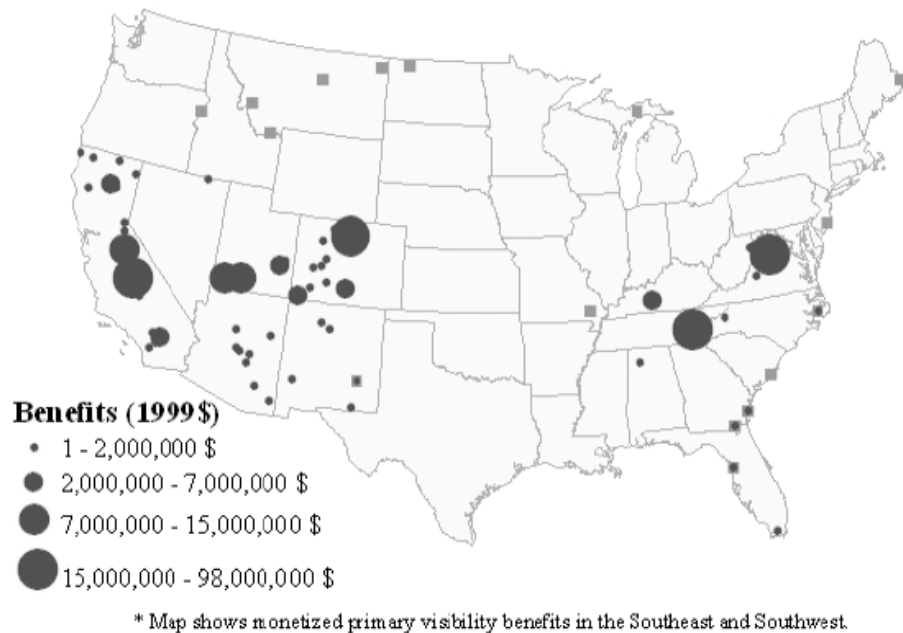 Benefits (1999$)
1 - 2,000,000 $
2,000,000 - 7,000,000 $
7,000,000 - 15,000,000 $
15,000,000 - 98,000,000 $
* Map shows monetized primary visibility benefits in the Southeast and Southwest.